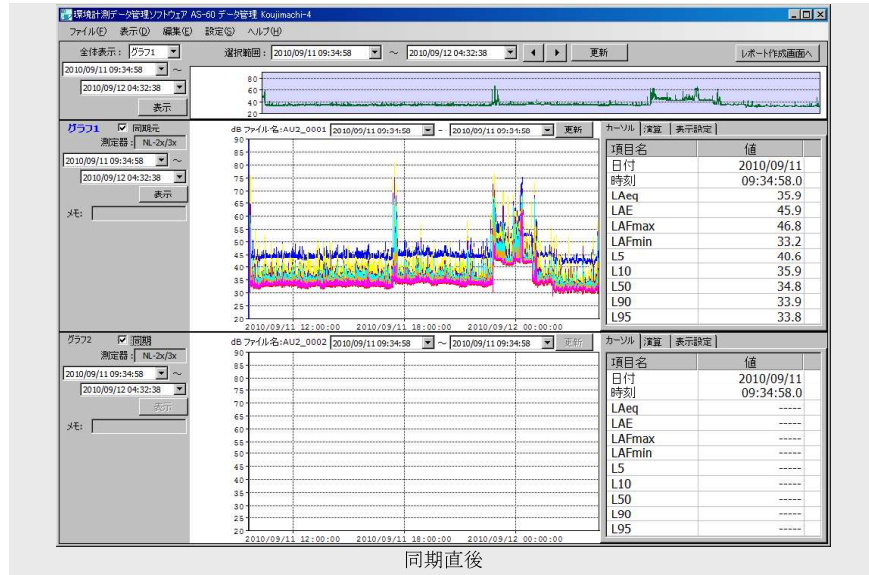 環境計測データ管理ソフトウェア AS-60 データ管理 Koujimachi-4
ファイル(F) 表示(D) 編集(E) 設定(S) ヘルプ(H)
全体表示： グラフ1 選択範囲： 2010/09/11 09:34:58 ～ 2010/09/12 04:32:38 更新 レポート作成画面へ
2010/09/11 09:34:58 ～
2010/09/12 04:32:38
表示
80
60
40
20
グラフ1 同期元
測定器： NL-2x/3x
2010/09/11 09:34:58 ～
2010/09/12 04:32:38
表示
メモ：
dB ファイル名:AU2_0001 2010/09/11 09:34:58 ~ 2010/09/11 09:34:58 更新
90
85
80
75
70
65
60
55
50
45
40
35
30
25
20
2010/09/11 12:00:00 2010/09/11 18:00:00 2010/09/12 00:00:00
カーソル 演算 表示設定
項目名 値
日付 2010/09/11
時刻 09:34:58.0
LAeq 35.9
LAE 45.9
LAFmax 46.8
LAFmin 33.2
L5 40.6
L10 35.9
L50 34.8
L90 33.9
L95 33.8
グラフ2 同期
測定器： NL-2x/3x
2010/09/11 09:34:58 ～
2010/09/12 04:32:38
表示
メモ：
dB ファイル名:AU2_0002 2010/09/11 09:34:58 ～ 2010/09/11 09:34:58 更新
90
85
80
75
70
65
60
55
50
45
40
35
30
25
20
2010/09/11 12:00:00 2010/09/11 18:00:00 2010/09/12 00:00:00
カーソル 演算 表示設定
項目名 値
日付 2010/09/11
時刻 09:34:58.0
LAeq -----
LAE -----
LAFmax -----
LAFmin -----
L5 -----
L10 -----
L50 -----
L90 -----
L95 -----
同期直後